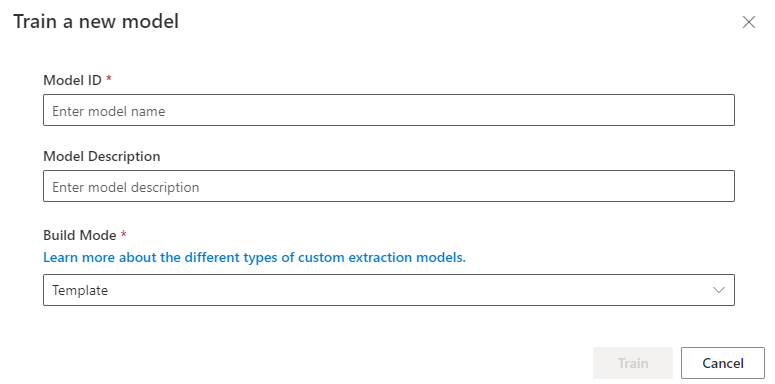 Train a new model
Model ID *
Enter model name
Model Description
Enter model description
Build Mode *
Learn more about the different types of custom extraction models.
Template
Train
Cancel